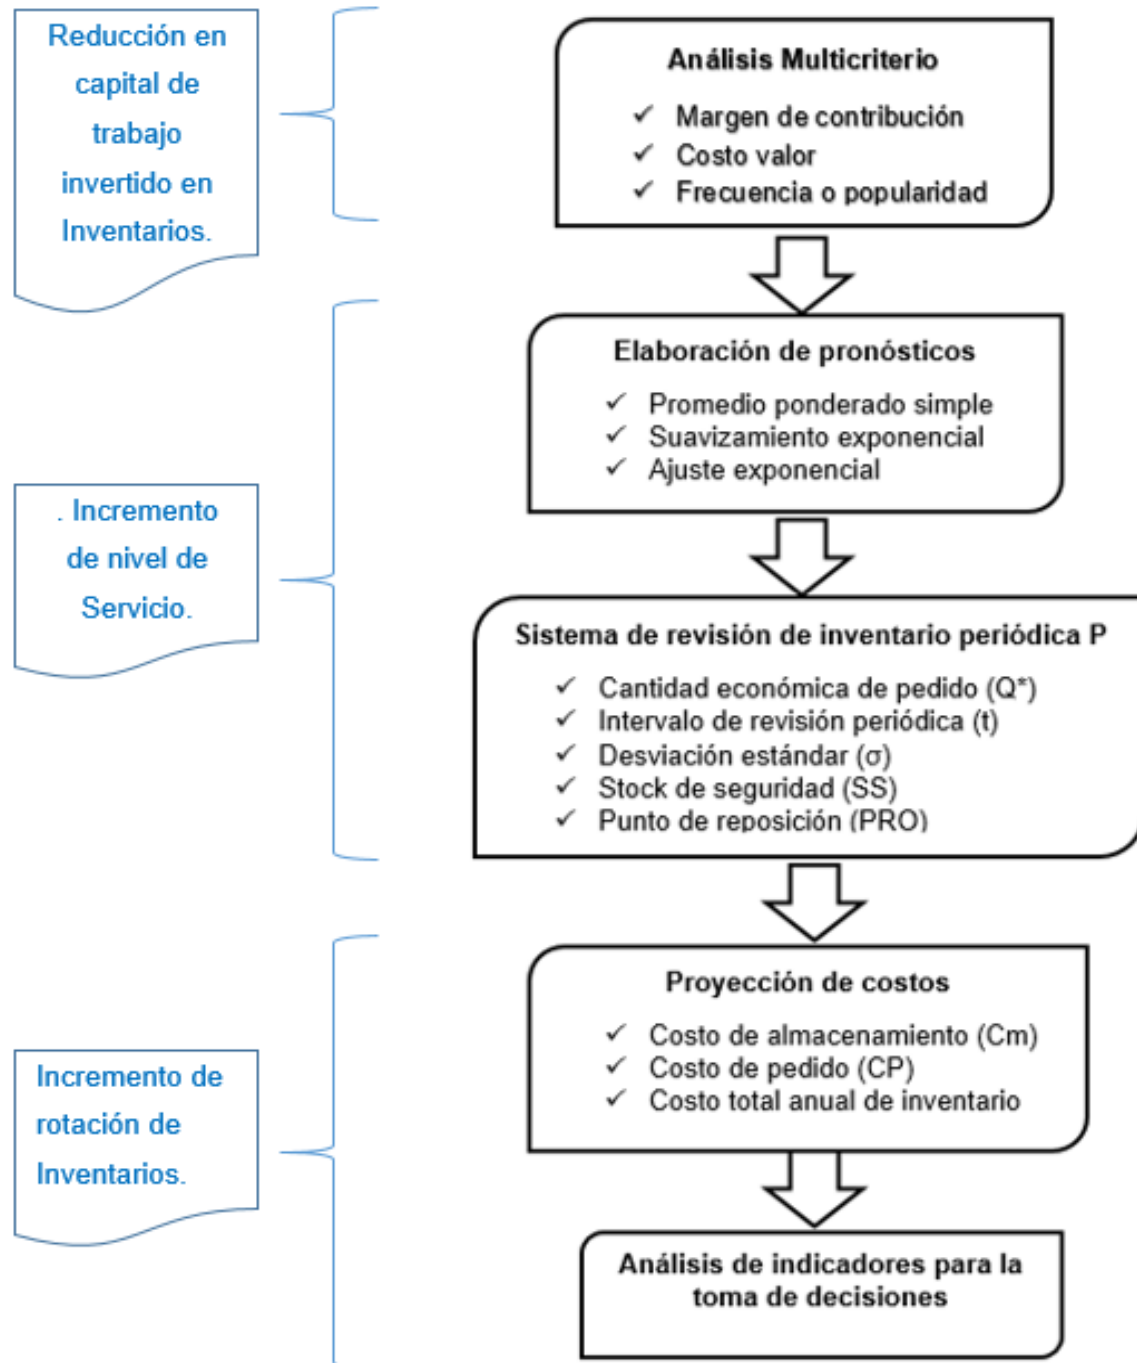 Reducción en
capital de
trabajo
invertido en
Inventarios.
Análisis Multicriterio
✓ Margen de contribución
✓ Costo valor
✓ Frecuencia o popularidad
Elaboración de pronósticos
✓ Promedio ponderado simple
✓ Suavizamiento exponencial
✓ Ajuste exponencial
. Incremento
de nivel de
Servicio.
Sistema de revisión de inventario periódica P
✓ Cantidad económica de pedido (Q*)
✓ Intervalo de revisión periódica (t)
✓ Desviación estándar (σ)
✓ Stock de seguridad (SS)
✓ Punto de reposición (PRO)
Proyección de costos
✓ Costo de almacenamiento (Cm)
✓ Costo de pedido (CP)
✓ Costo total anual de inventario
Incremento de
rotación de
Inventarios.
Análisis de indicadores para la
toma de decisiones